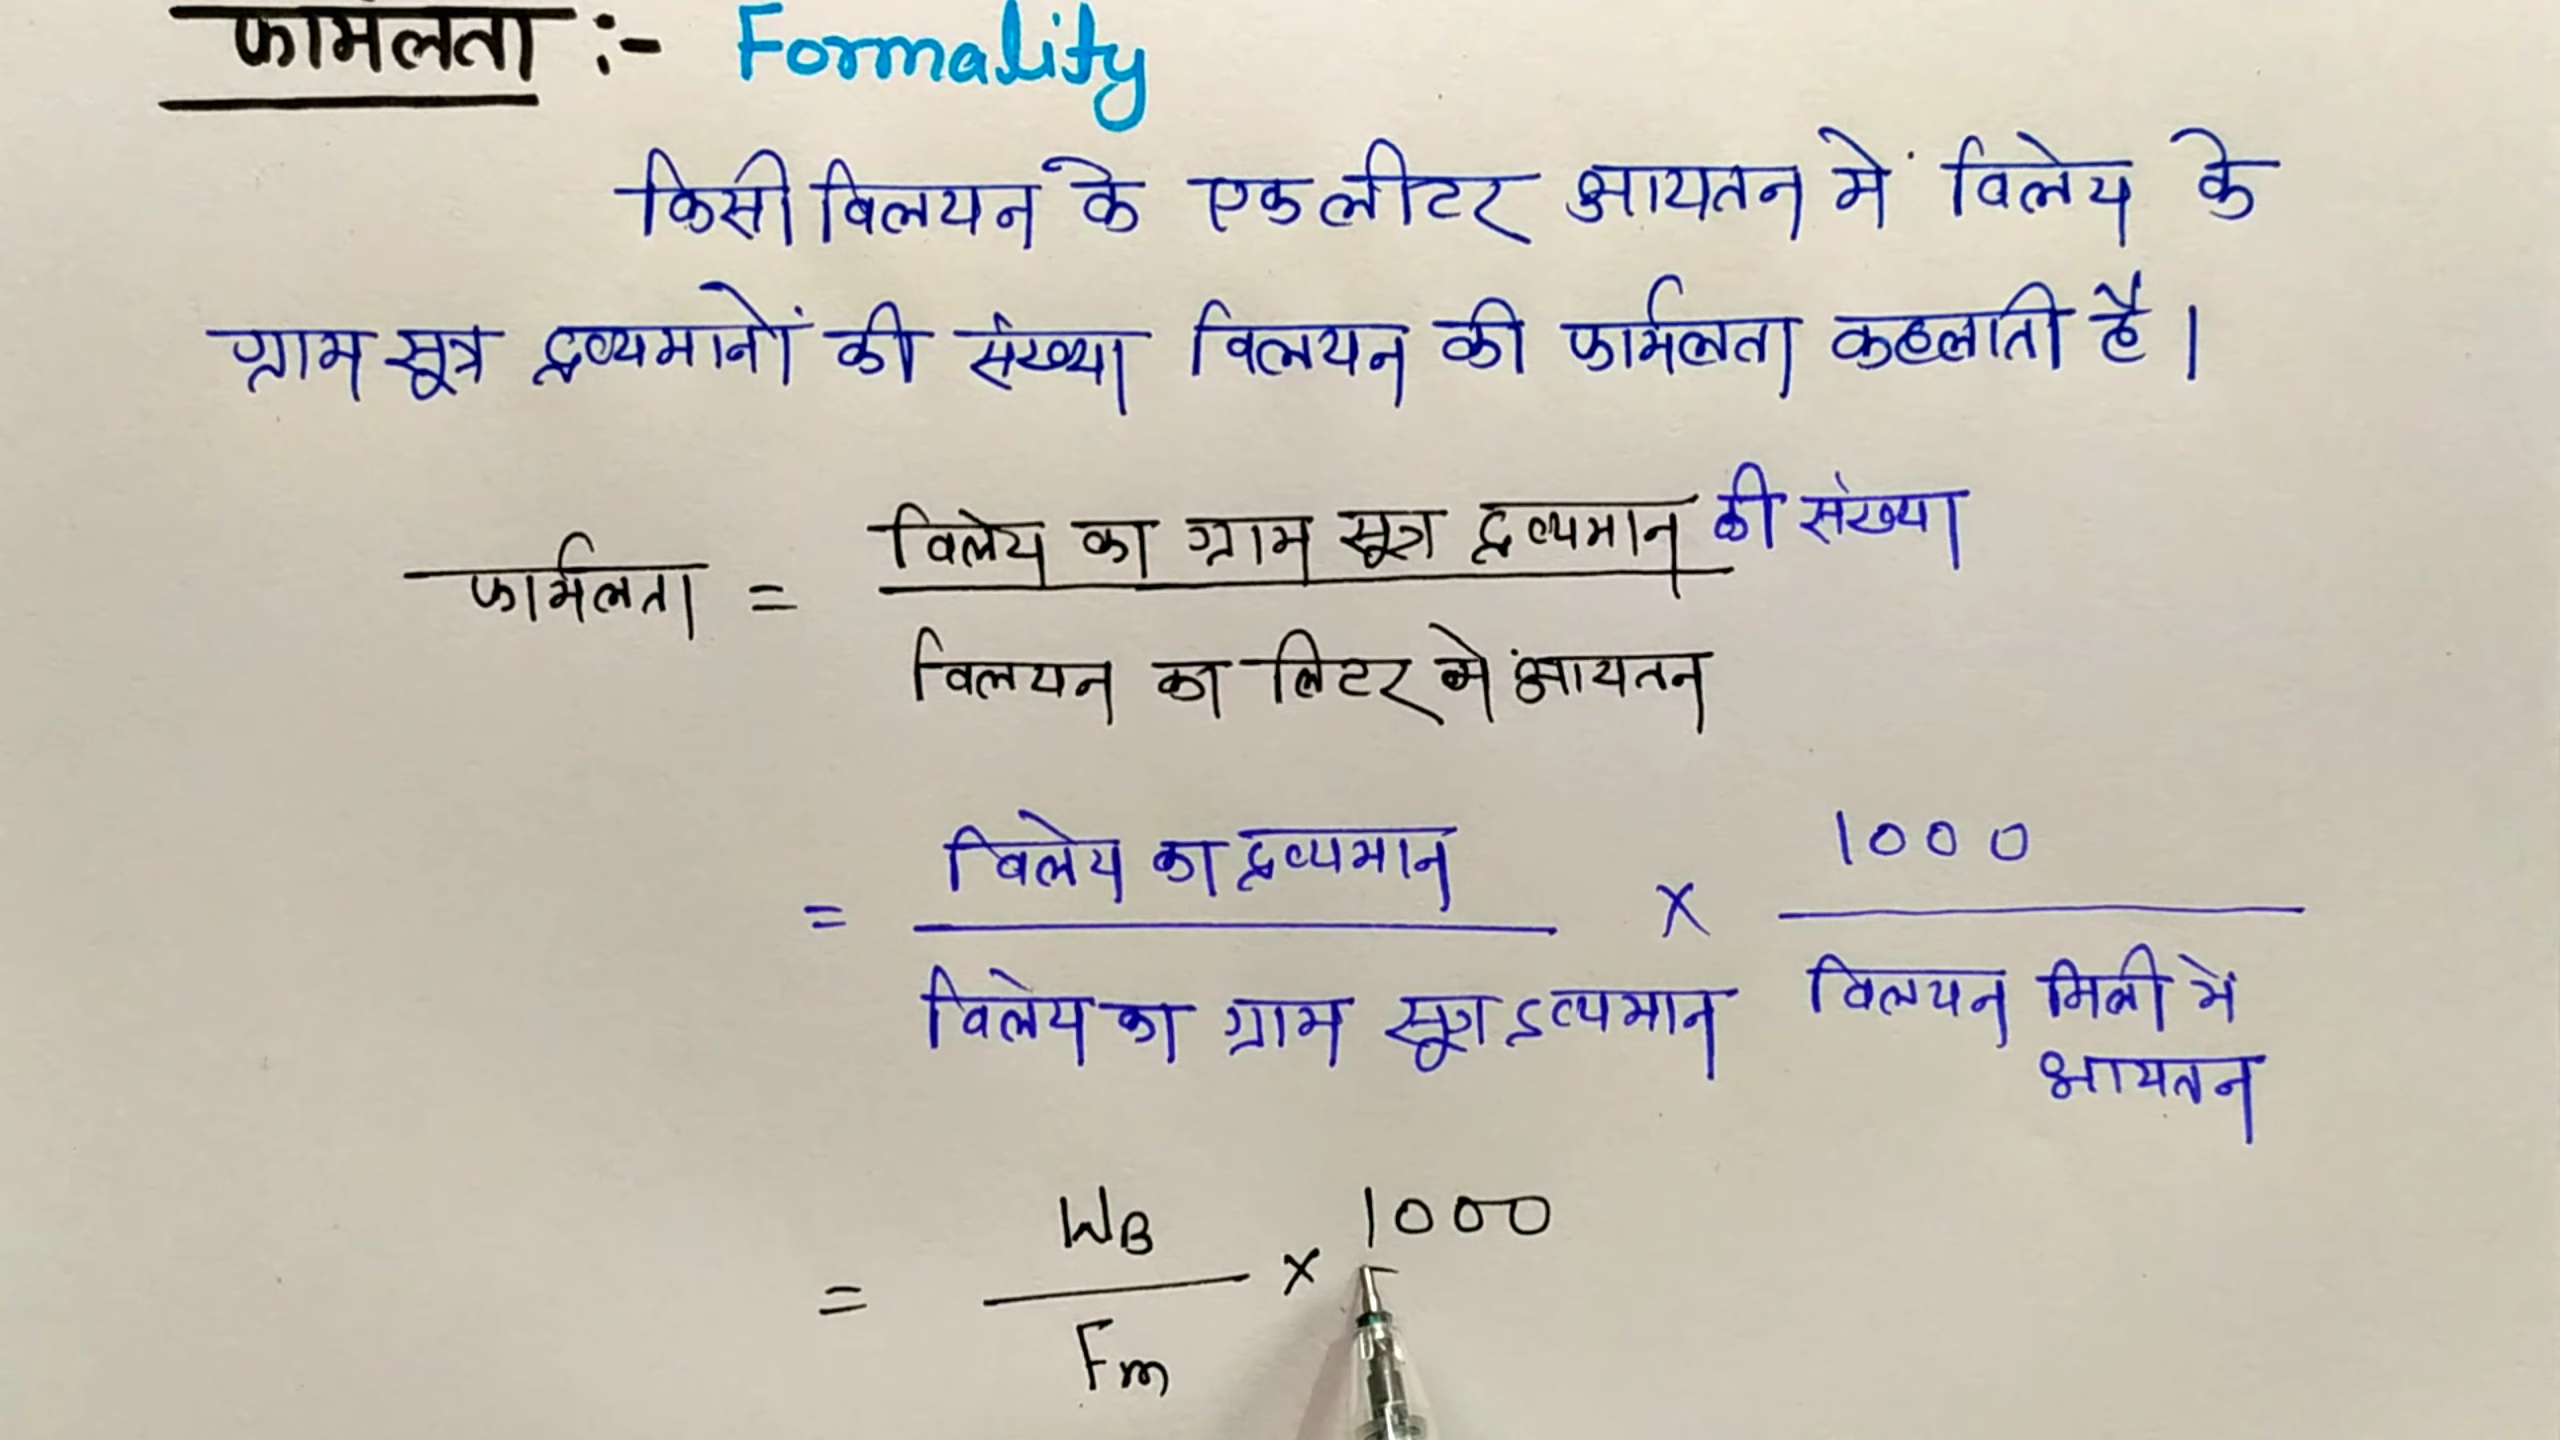 फार्मलता :- Formality
किसी विलयन के एक लीटर आयतन में विलेय के
ग्राम सूत्र द्रव्यमानों की संख्या विलयन की फार्मलता कहलाती है।
फार्मलता = विलेय का ग्राम सूत्र द्रव्यमान की संख्या
विलयन का लिटर में आयतन
= विलेय का द्रव्यमान × 1000
विलेय का ग्राम सूत्र द्रव्यमान विलयन मिली में
आयतन
= WB × 1000
Fm